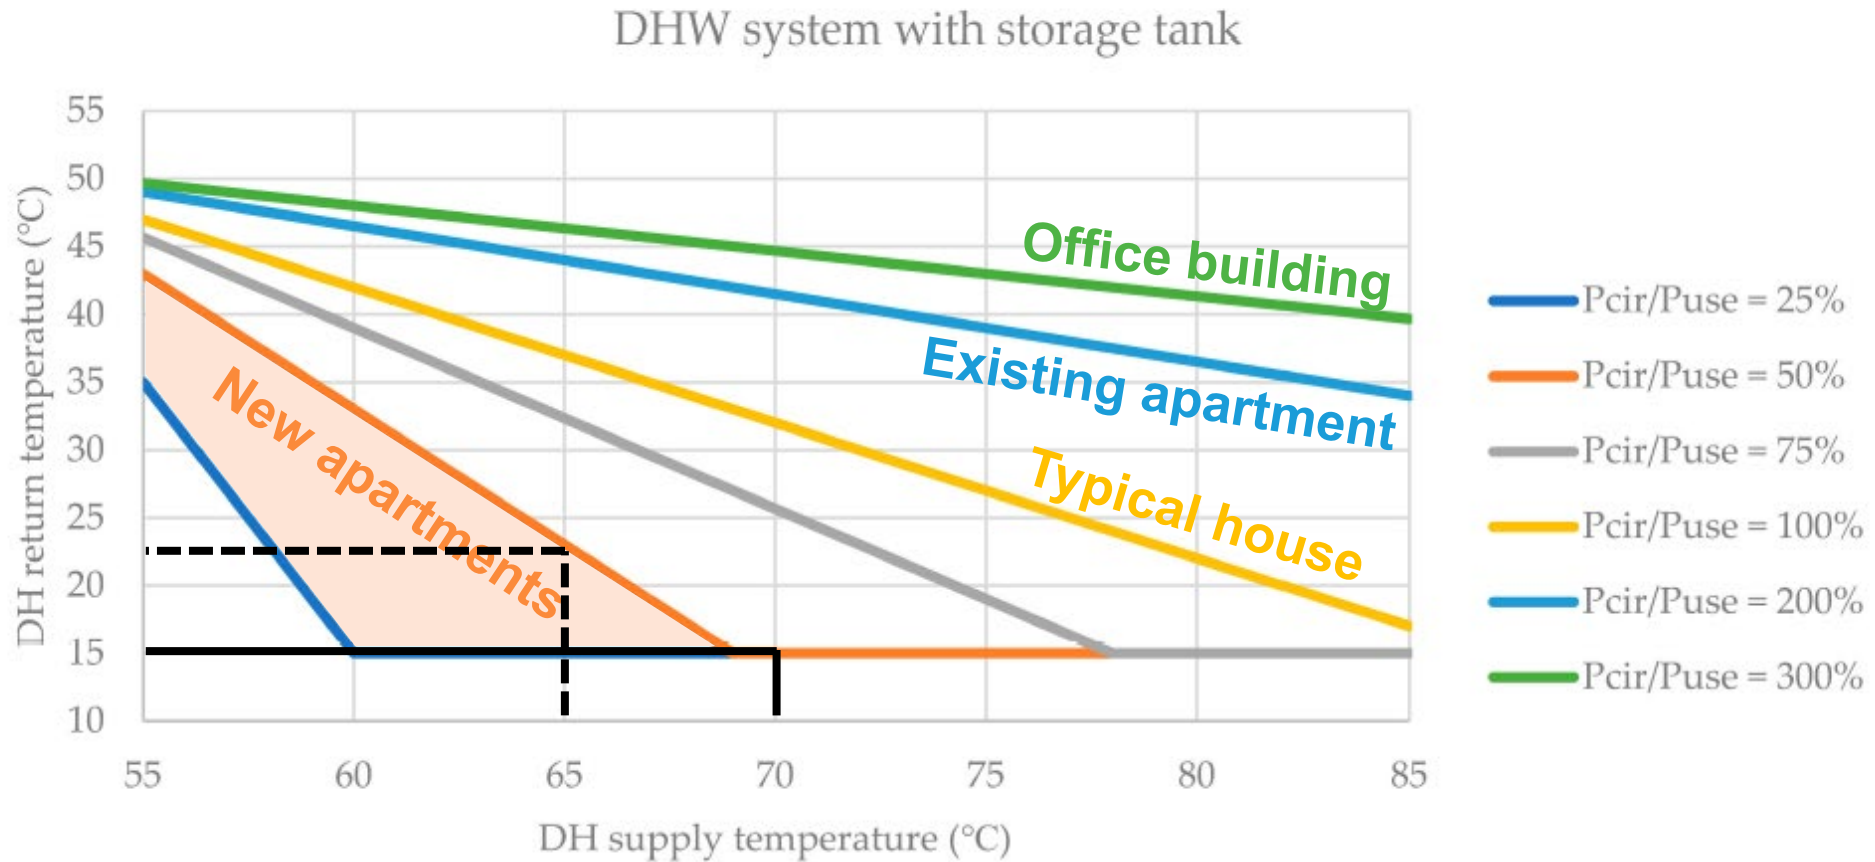 DHW system with storage tank
55
50
45
40
35
30
25
20
15
10
DH return temperature (°C)
55 60 65 70 75 80 85
DH supply temperature (°C)
Office building
Existing apartment
Typical house
New apartments
Pcir/Puse = 25%
Pcir/Puse = 50%
Pcir/Puse = 75%
Pcir/Puse = 100%
Pcir/Puse = 200%
Pcir/Puse = 300%